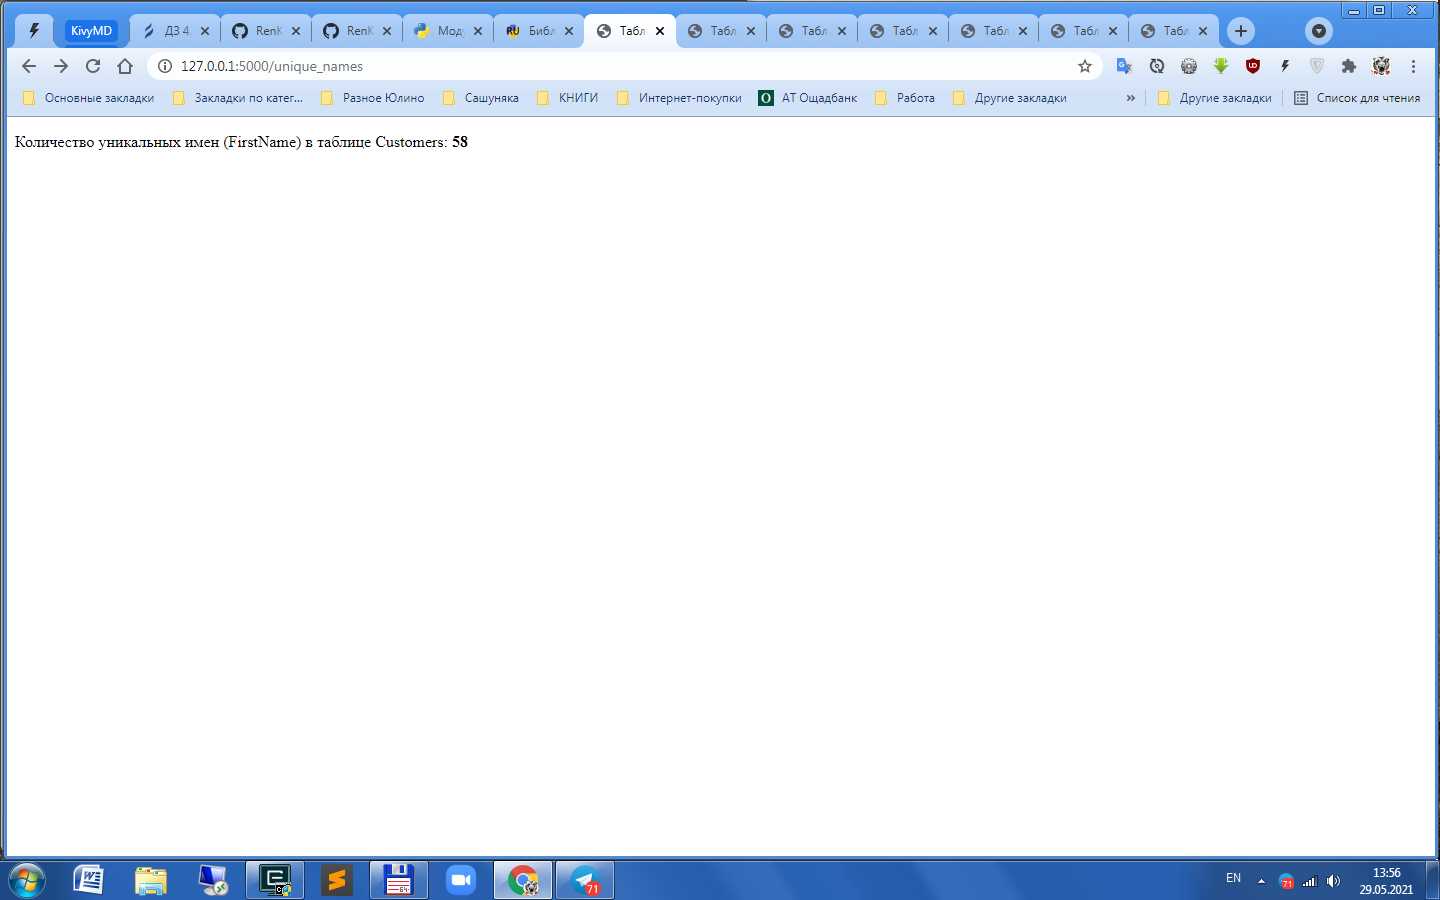 KivyMD
ДЗ 4.
RenK
RenK
Моду
Библ
Табл
Табл
Табл
Табл
Табл
Табл
Табл
127.0.0.1:5000/unique_names
Основные закладки
Закладки по катег...
Разное Юлино
Сашуняка
КНИГИ
Интернет-покупки
АТ Ощадбанк
Работа
Другие закладки
»
Другие закладки
Список для чтения
Количество уникальных имен (FirstName) в таблице Customers: 58
71
EN
71
13:56
29.05.2021